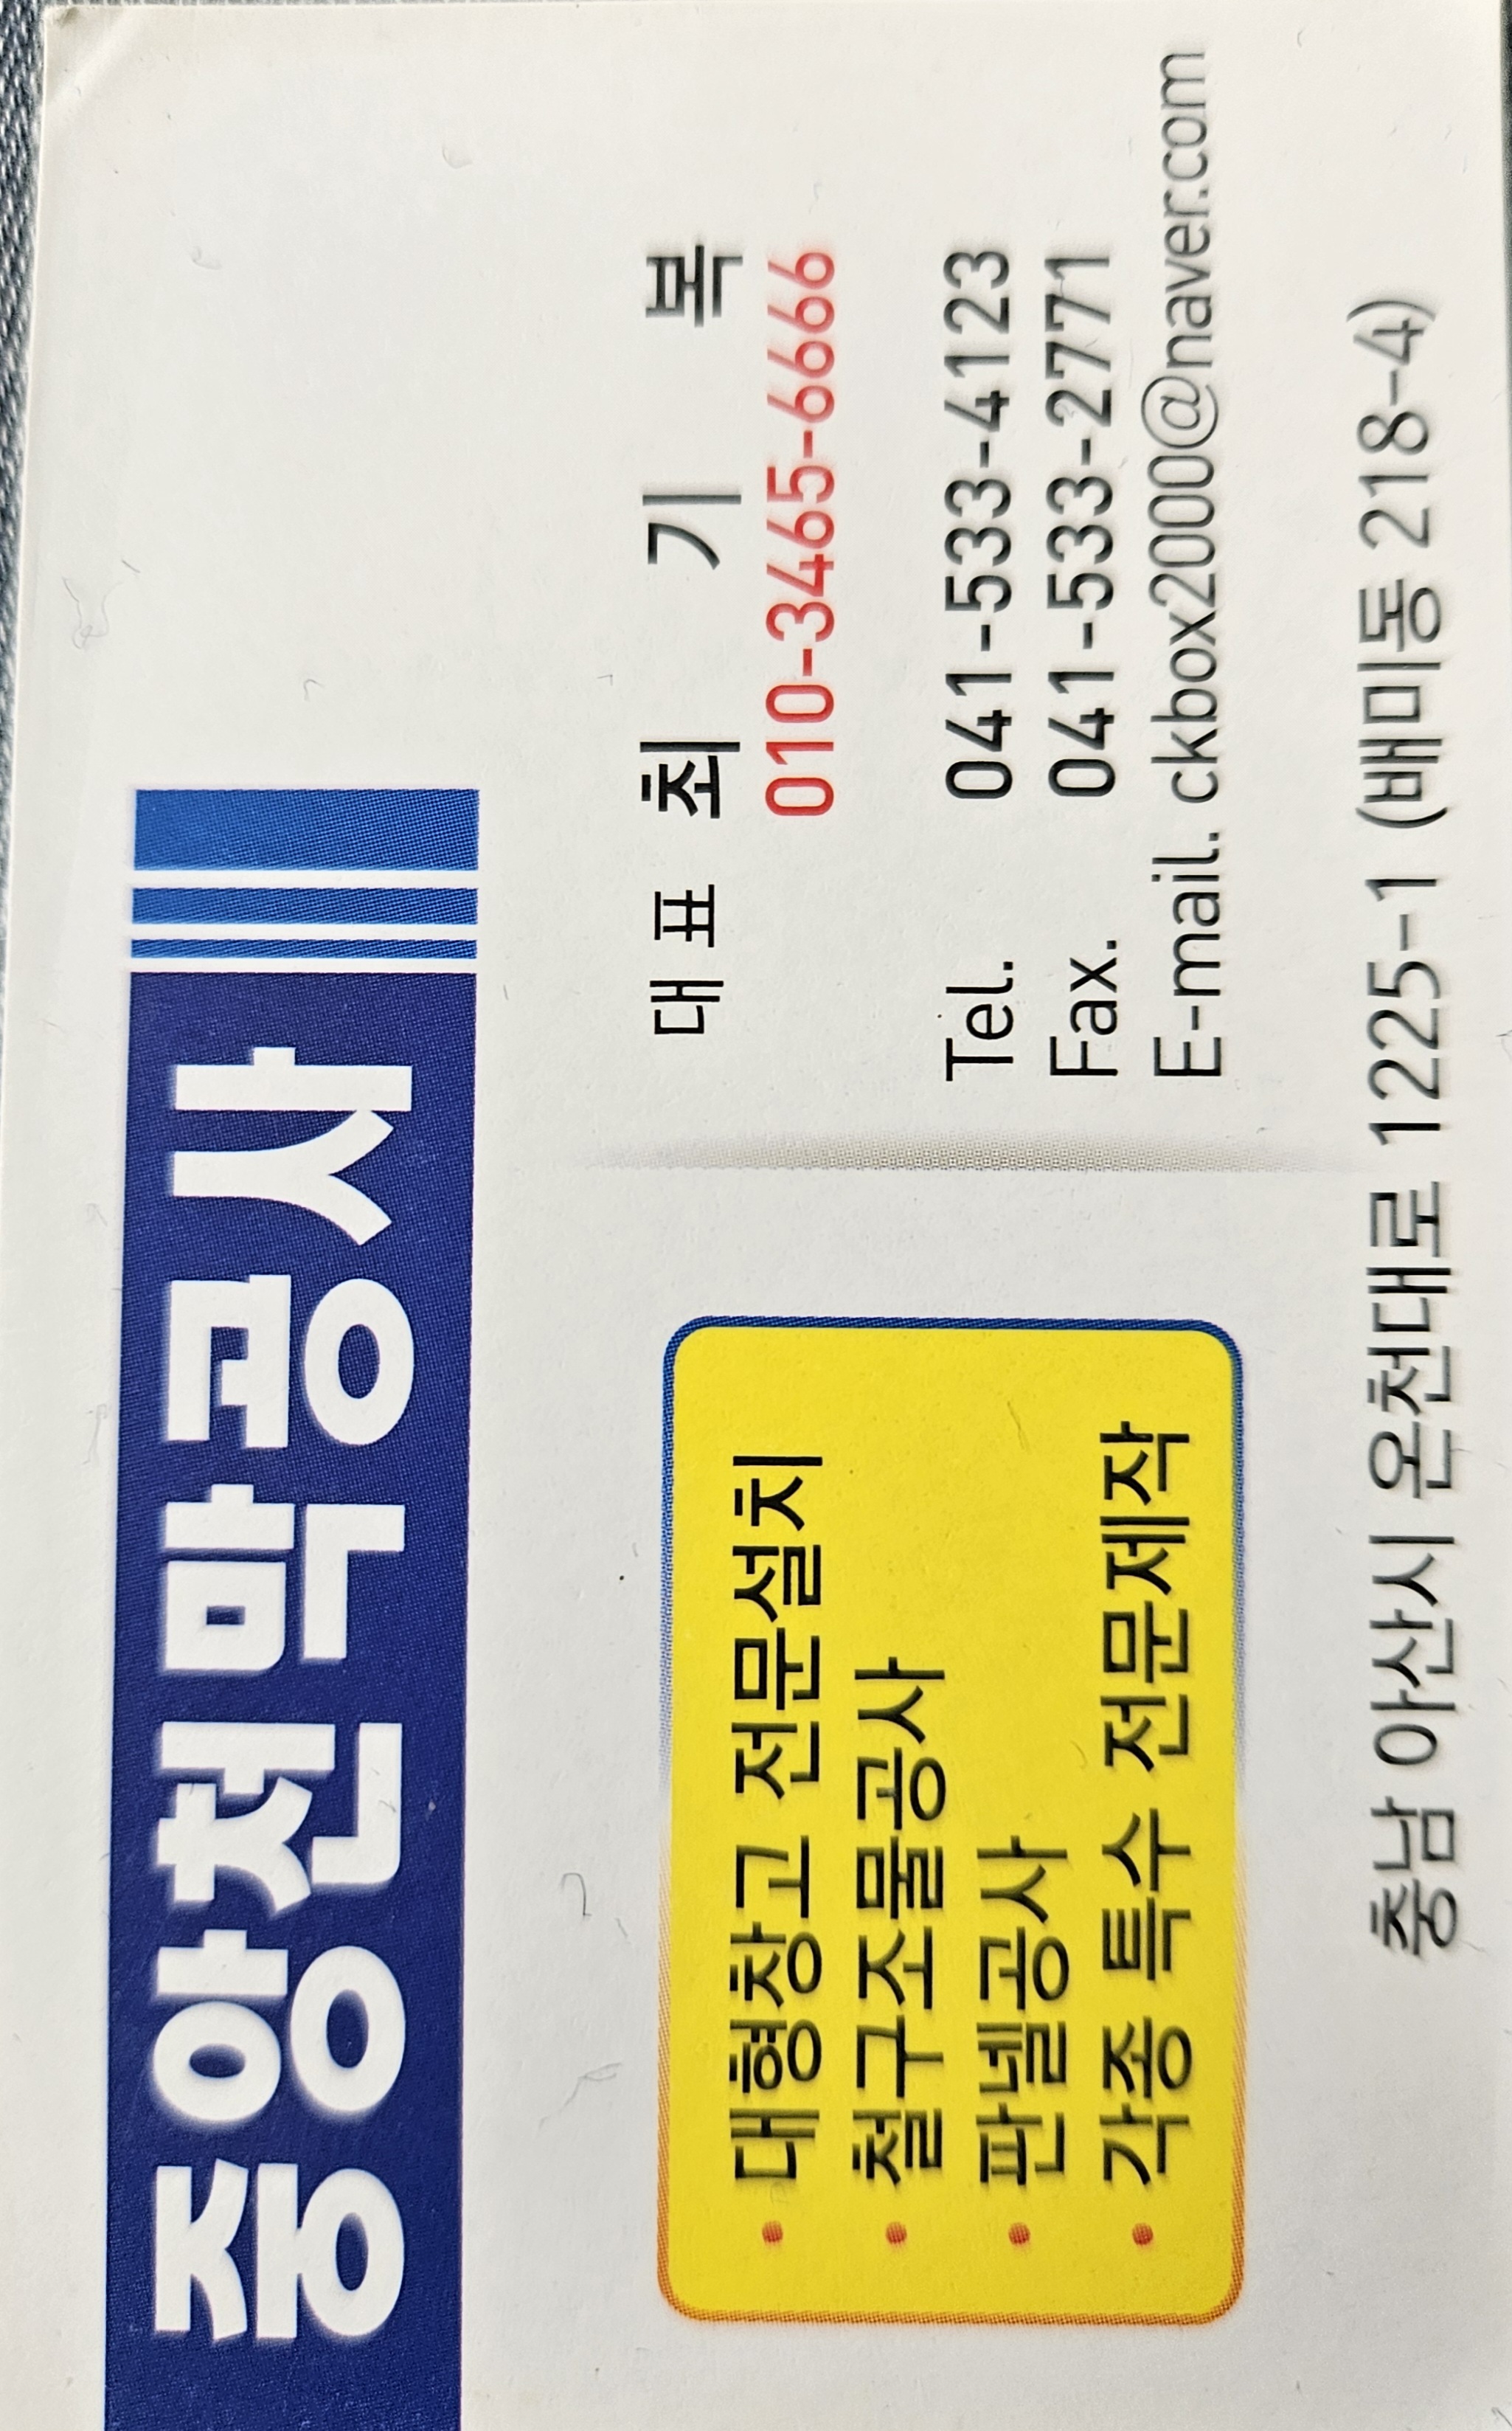 중앙천막공사
대 표 최 기 복
010-3465-6666
Tel. 041-533-4123
Fax. 041-533-2771
E-mail. ckbox2000@naver.com
• 대형창고 전문설치
• 철구조물공사
• 판넬공사
• 각종 특수 전문제작
충남 아산시 온천대로 1225-1 (배미동 218-4)